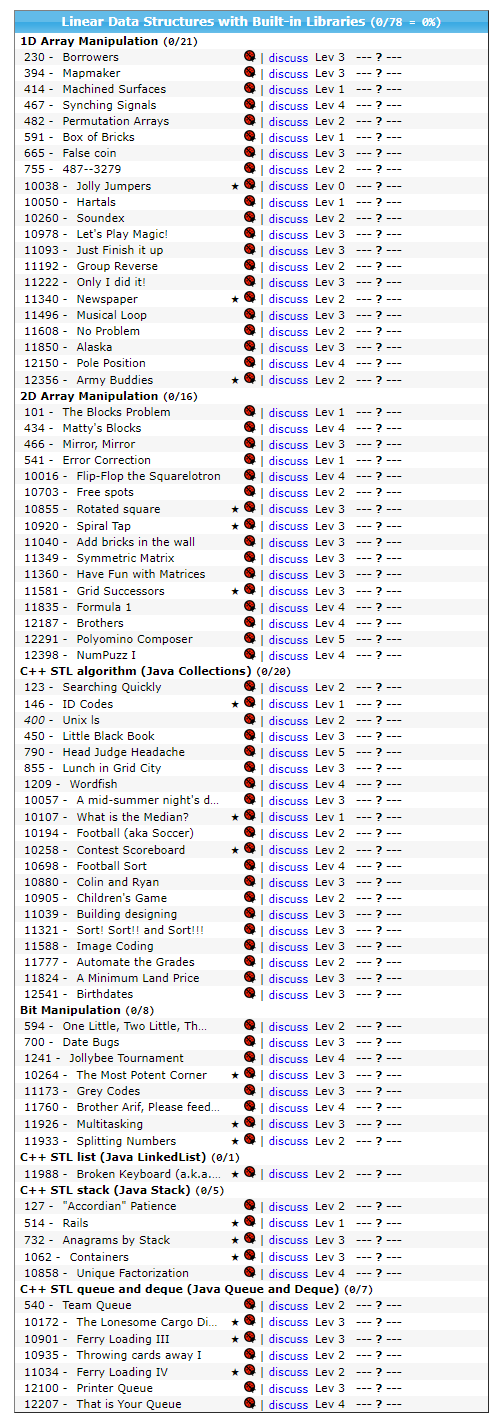 Linear Data Structures with Built-in Libraries (0/78 = 0%)
1D Array Manipulation (0/21)
230 - Borrowers | discuss Lev 3 --- ? ---
394 - Mapmaker | discuss Lev 3 --- ? ---
414 - Machined Surfaces | discuss Lev 1 --- ? ---
467 - Synching Signals | discuss Lev 4 --- ? ---
482 - Permutation Arrays | discuss Lev 2 --- ? ---
591 - Box of Bricks | discuss Lev 1 --- ? ---
665 - False coin | discuss Lev 3 --- ? ---
755 - 487--3279 | discuss Lev 2 --- ? ---
10038 - Jolly Jumpers ★ | discuss Lev 0 --- ? ---
10050 - Hartals | discuss Lev 1 --- ? ---
10260 - Soundex | discuss Lev 2 --- ? ---
10978 - Let's Play Magic! | discuss Lev 3 --- ? ---
11093 - Just Finish it up | discuss Lev 3 --- ? ---
11192 - Group Reverse | discuss Lev 2 --- ? ---
11222 - Only I did it! | discuss Lev 3 --- ? ---
11340 - Newspaper ★ | discuss Lev 2 --- ? ---
11496 - Musical Loop | discuss Lev 3 --- ? ---
11608 - No Problem | discuss Lev 2 --- ? ---
11850 - Alaska | discuss Lev 3 --- ? ---
12150 - Pole Position | discuss Lev 4 --- ? ---
12356 - Army Buddies ★ | discuss Lev 2 --- ? ---
2D Array Manipulation (0/16)
101 - The Blocks Problem | discuss Lev 1 --- ? ---
434 - Matty's Blocks | discuss Lev 4 --- ? ---
466 - Mirror, Mirror | discuss Lev 3 --- ? ---
541 - Error Correction | discuss Lev 1 --- ? ---
10016 - Flip-Flop the Squarelotron | discuss Lev 4 --- ? ---
10703 - Free spots | discuss Lev 2 --- ? ---
10855 - Rotated square ★ | discuss Lev 3 --- ? ---
10920 - Spiral Tap ★ | discuss Lev 3 --- ? ---
11040 - Add bricks in the wall | discuss Lev 3 --- ? ---
11349 - Symmetric Matrix | discuss Lev 3 --- ? ---
11360 - Have Fun with Matrices | discuss Lev 3 --- ? ---
11581 - Grid Successors ★ | discuss Lev 3 --- ? ---
11835 - Formula 1 | discuss Lev 4 --- ? ---
12187 - Brothers | discuss Lev 4 --- ? ---
12291 - Polyomino Composer | discuss Lev 5 --- ? ---
12398 - NumPuzz I | discuss Lev 4 --- ? ---
C++ STL algorithm (Java Collections) (0/20)
123 - Searching Quickly | discuss Lev 2 --- ? ---
146 - ID Codes ★ | discuss Lev 1 --- ? ---
400 - Unix ls | discuss Lev 2 --- ? ---
450 - Little Black Book | discuss Lev 3 --- ? ---
790 - Head Judge Headache | discuss Lev 5 --- ? ---
855 - Lunch in Grid City | discuss Lev 3 --- ? ---
1209 - Wordfish | discuss Lev 4 --- ? ---
10057 - A mid-summer night's d... | discuss Lev 3 --- ? ---
10107 - What is the Median? ★ | discuss Lev 1 --- ? ---
10194 - Football (aka Soccer) | discuss Lev 2 --- ? ---
10258 - Contest Scoreboard ★ | discuss Lev 2 --- ? ---
10698 - Football Sort | discuss Lev 4 --- ? ---
10880 - Colin and Ryan | discuss Lev 3 --- ? ---
10905 - Children's Game | discuss Lev 2 --- ? ---
11039 - Building designing | discuss Lev 3 --- ? ---
11321 - Sort! Sort!! and Sort!!! | discuss Lev 3 --- ? ---
11588 - Image Coding | discuss Lev 3 --- ? ---
11777 - Automate the Grades | discuss Lev 2 --- ? ---
11824 - A Minimum Land Price | discuss Lev 3 --- ? ---
12541 - Birthdates | discuss Lev 3 --- ? ---
Bit Manipulation (0/8)
594 - One Little, Two Little, Th... | discuss Lev 2 --- ? ---
700 - Date Bugs | discuss Lev 3 --- ? ---
1241 - Jollybee Tournament | discuss Lev 4 --- ? ---
10264 - The Most Potent Corner ★ | discuss Lev 3 --- ? ---
11173 - Grey Codes | discuss Lev 3 --- ? ---
11760 - Brother Arif, Please feed... | discuss Lev 4 --- ? ---
11926 - Multitasking ★ | discuss Lev 3 --- ? ---
11933 - Splitting Numbers ★ | discuss Lev 2 --- ? ---
C++ STL list (Java LinkedList) (0/1)
11988 - Broken Keyboard (a.k.a.... ★ | discuss Lev 2 --- ? ---
C++ STL stack (Java Stack) (0/5)
127 - "Accordian" Patience | discuss Lev 2 --- ? ---
514 - Rails ★ | discuss Lev 1 --- ? ---
732 - Anagrams by Stack ★ | discuss Lev 3 --- ? ---
1062 - Containers ★ | discuss Lev 3 --- ? ---
10858 - Unique Factorization | discuss Lev 4 --- ? ---
C++ STL queue and deque (Java Queue and Deque) (0/7)
540 - Team Queue | discuss Lev 2 --- ? ---
10172 - The Lonesome Cargo Di... ★ | discuss Lev 3 --- ? ---
10901 - Ferry Loading III ★ | discuss Lev 3 --- ? ---
10935 - Throwing cards away I | discuss Lev 2 --- ? ---
11034 - Ferry Loading IV ★ | discuss Lev 2 --- ? ---
12100 - Printer Queue | discuss Lev 3 --- ? ---
12207 - That is Your Queue | discuss Lev 4 --- ? ---